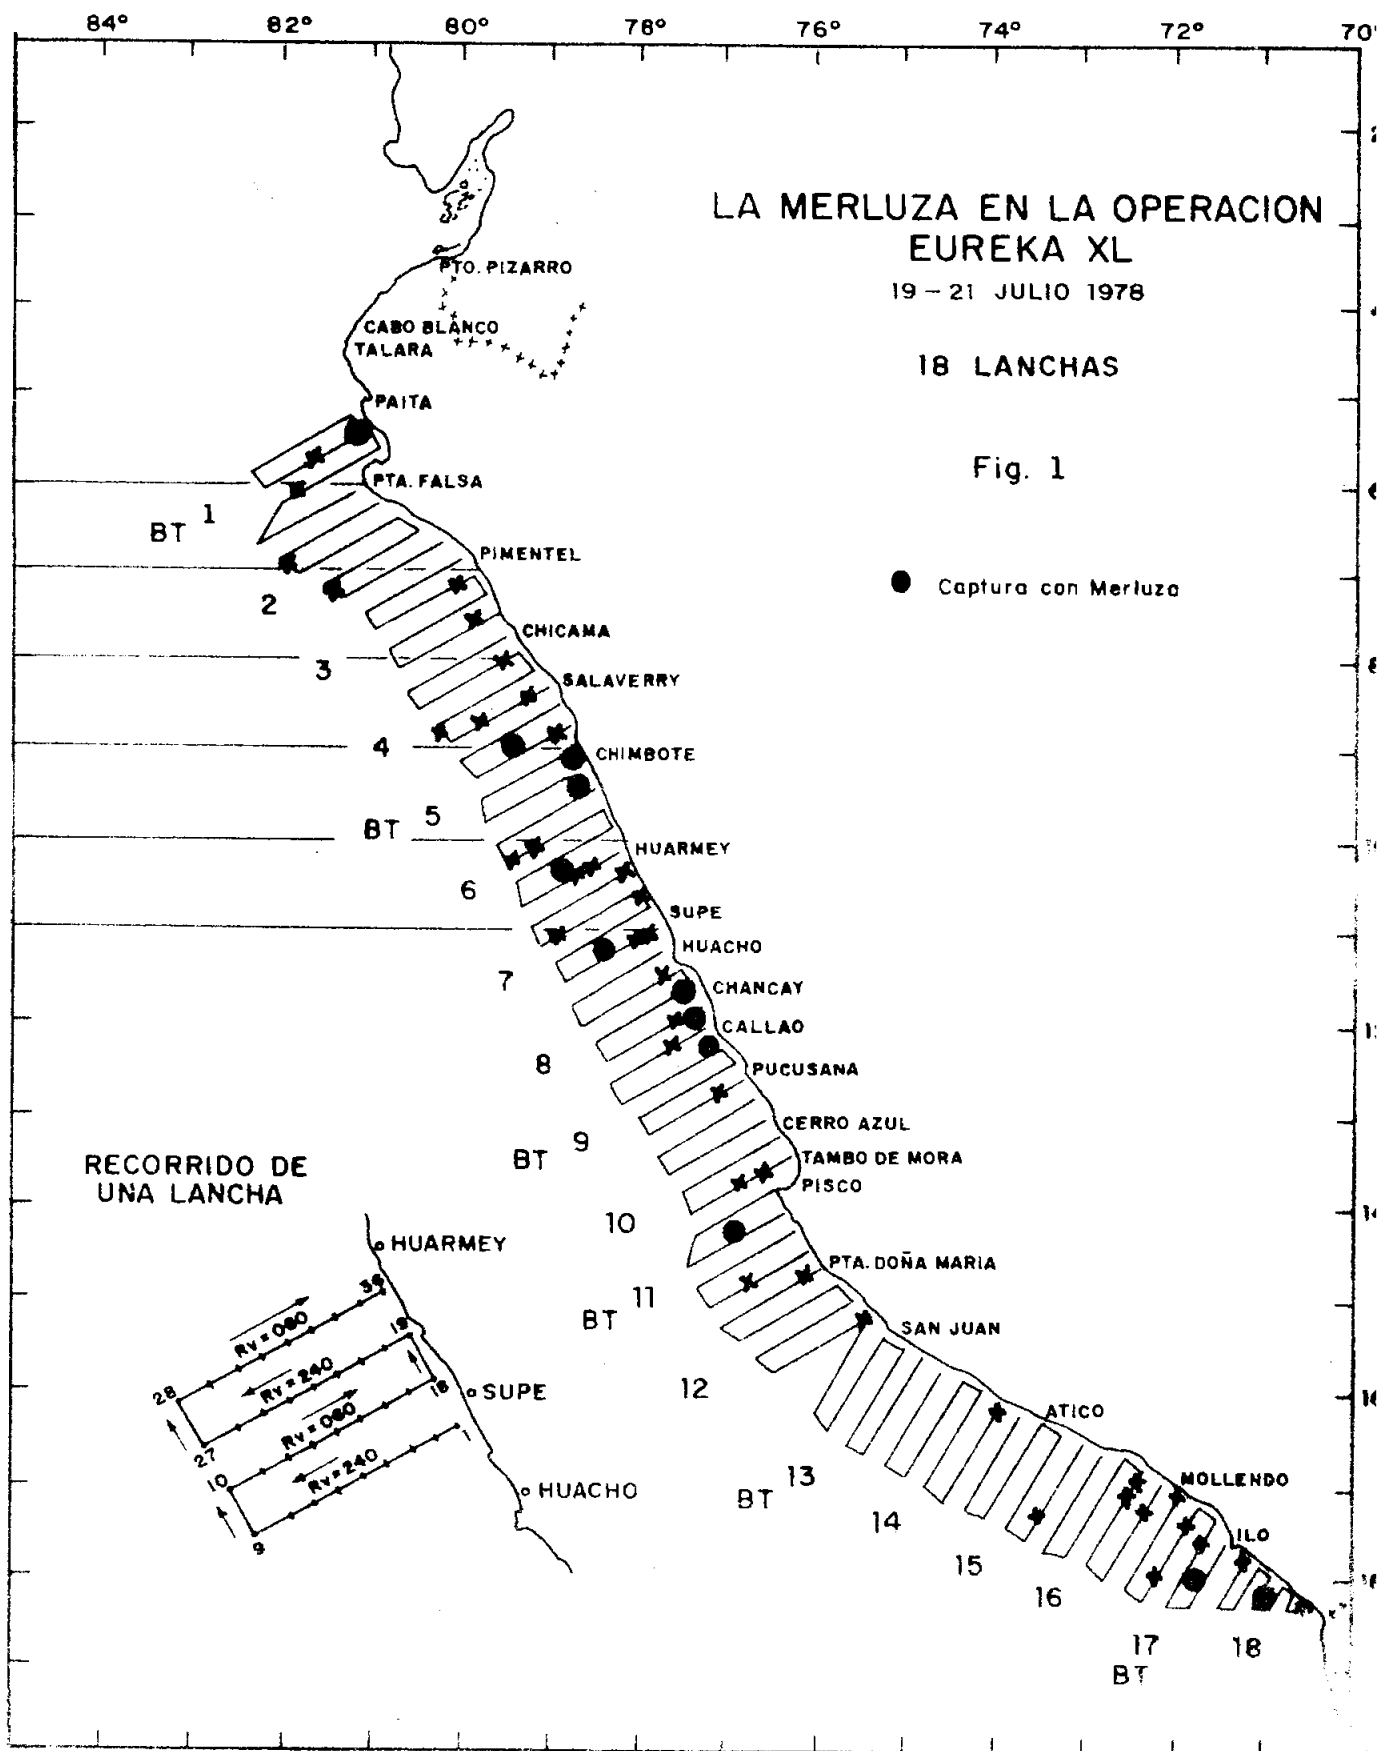 84° 82° 80° 78° 76° 74° 72° 70°
LA MERLUZA EN LA OPERACION
EUREKA XL
19 – 21 JULIO 1978
18 LANCHAS
Fig. 1
Captura con Merluza
PTO. PIZARRO
CABO BLANCO
TALARA
PAITA
PTA. FALSA
PIMENTEL
CHICAMA
SALAVERRY
CHIMBOTE
HUARMEY
SUPE
HUACHO
CHANCAY
CALLAO
PUCUSANA
CERRO AZUL
TAMBO DE MORA
PISCO
PTA. DOÑA MARIA
SAN JUAN
ATICO
MOLLENDO
ILO
1
BT
2
3
4
5
BT
6
7
8
9
BT
10
11
BT
12
13
BT
14
15
16
17
BT
18
RECORRIDO DE
UNA LANCHA
HUARMEY
36
Rv = 060
19
28
Rv = 240
SUPE
18
Rv = 060
27
10
Rv = 240
1
HUACHO
9